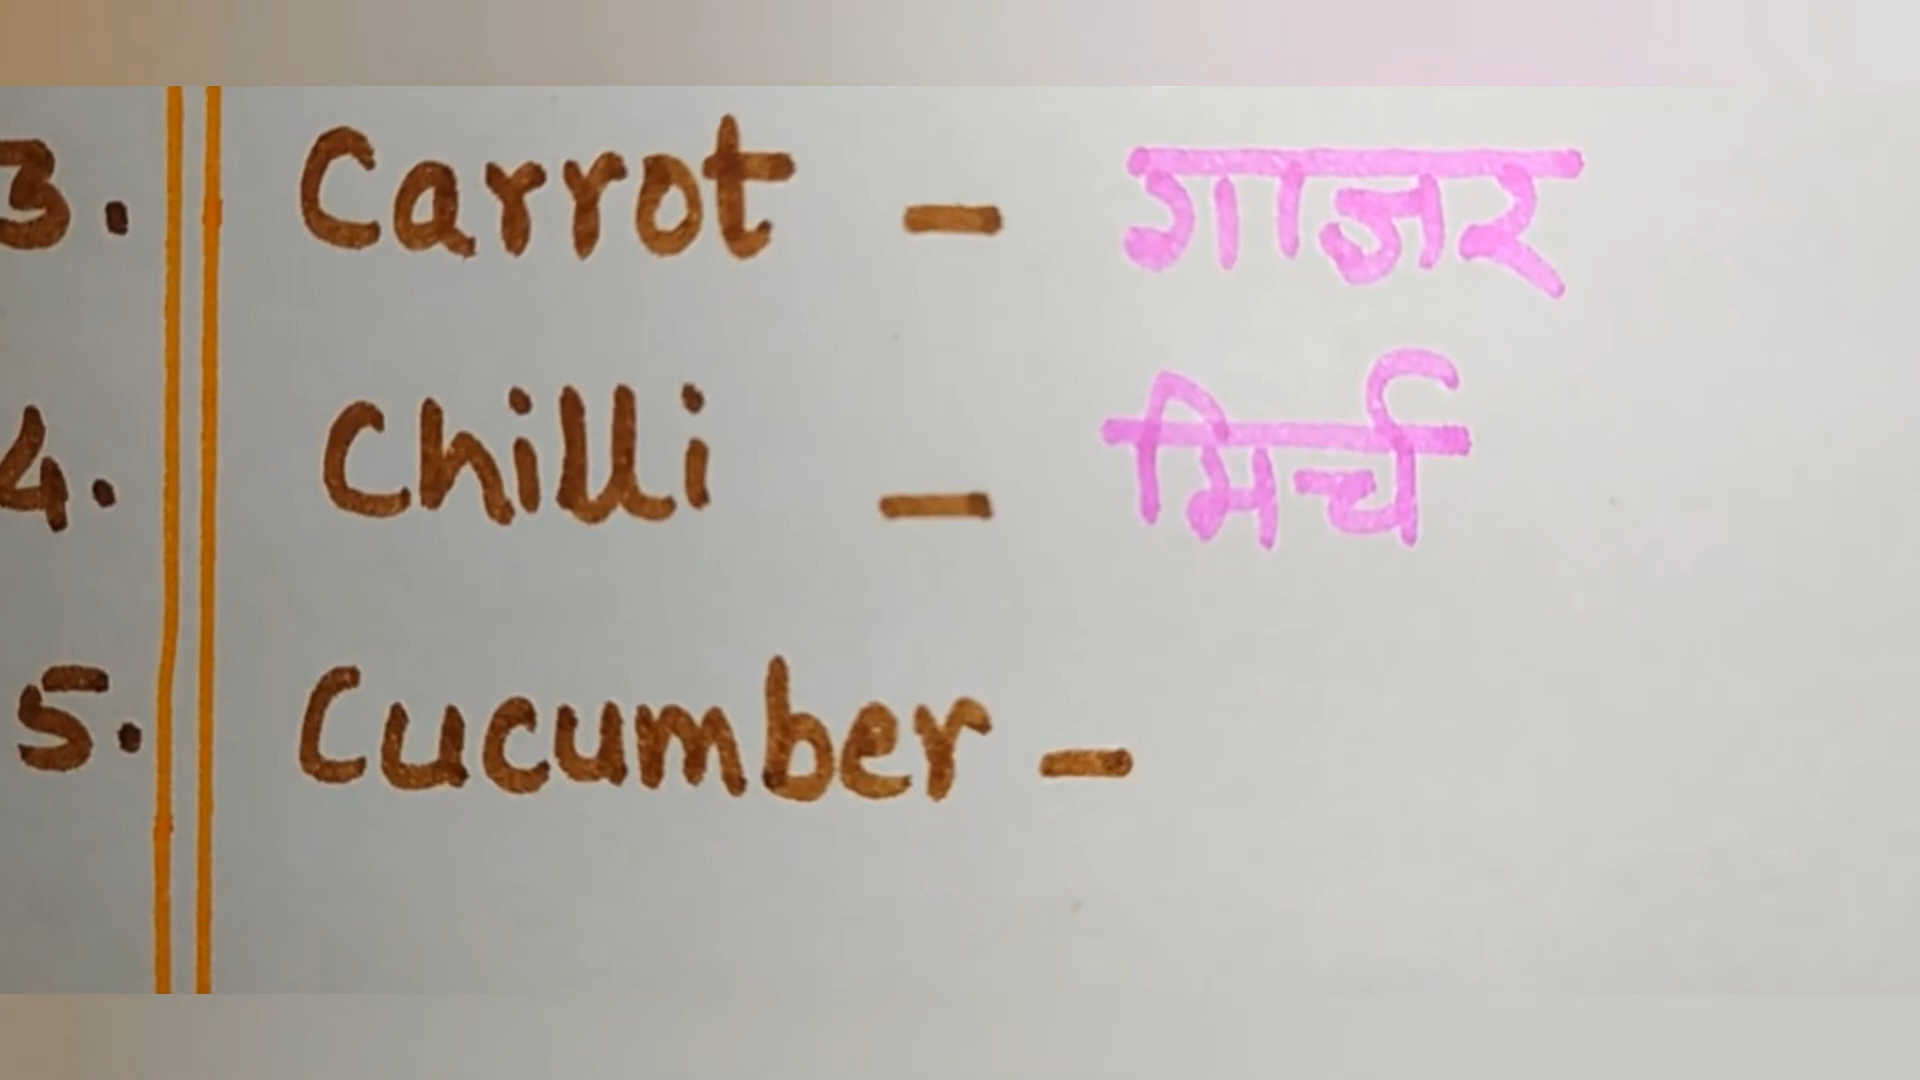 3. Carrot - गाजर
4. Chilli - मिर्च
5. Cucumber -